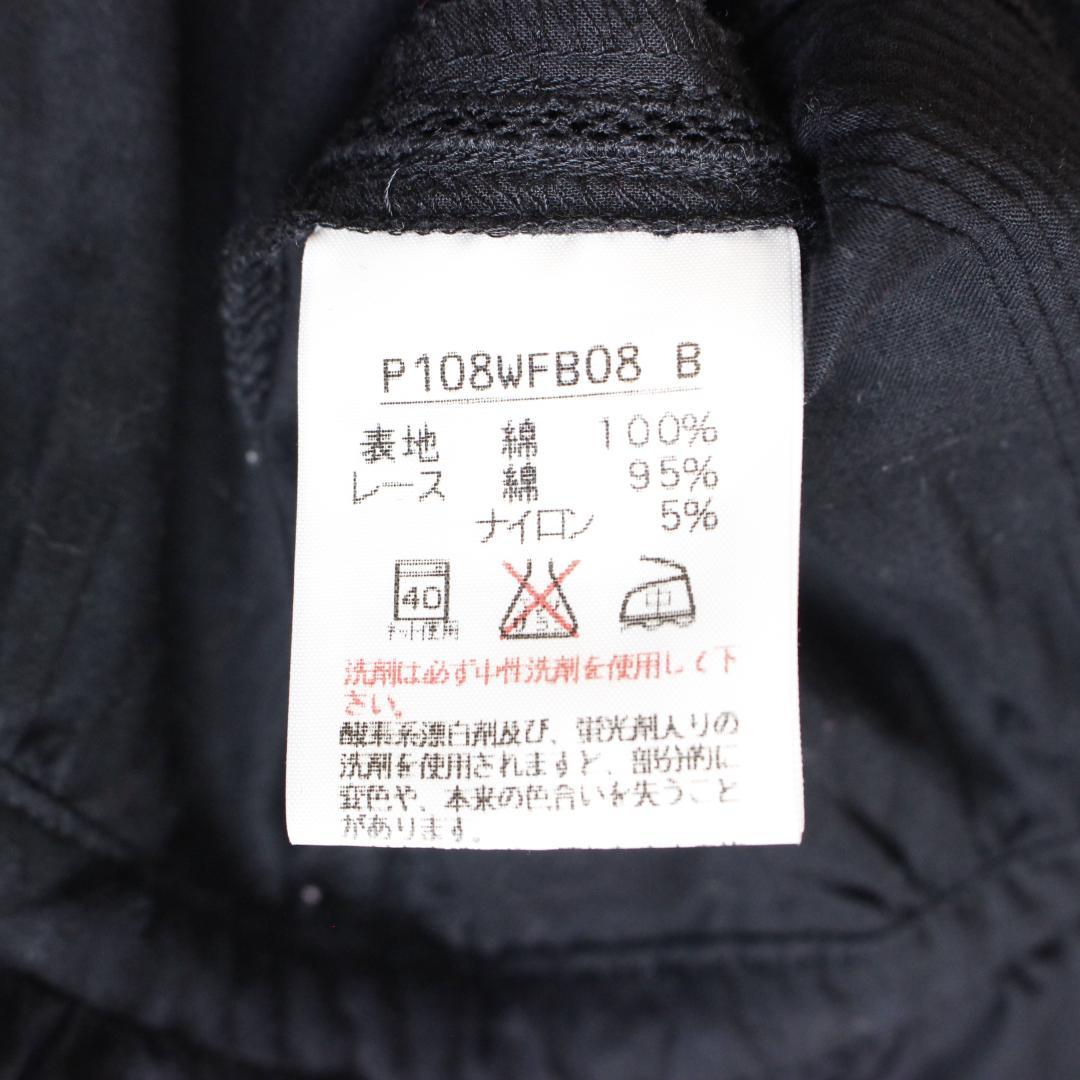 P108WFB08 B
表地 綿 100%
レース 綿 95%
ナイロン 5%
40
ネット使用
中
洗剤は必ず中性洗剤を使用して下
さい。
酸素系漂白剤及び、蛍光剤入りの
洗剤を使用されますと、部分的に
変色や、本来の色合いを失うこと
があります。